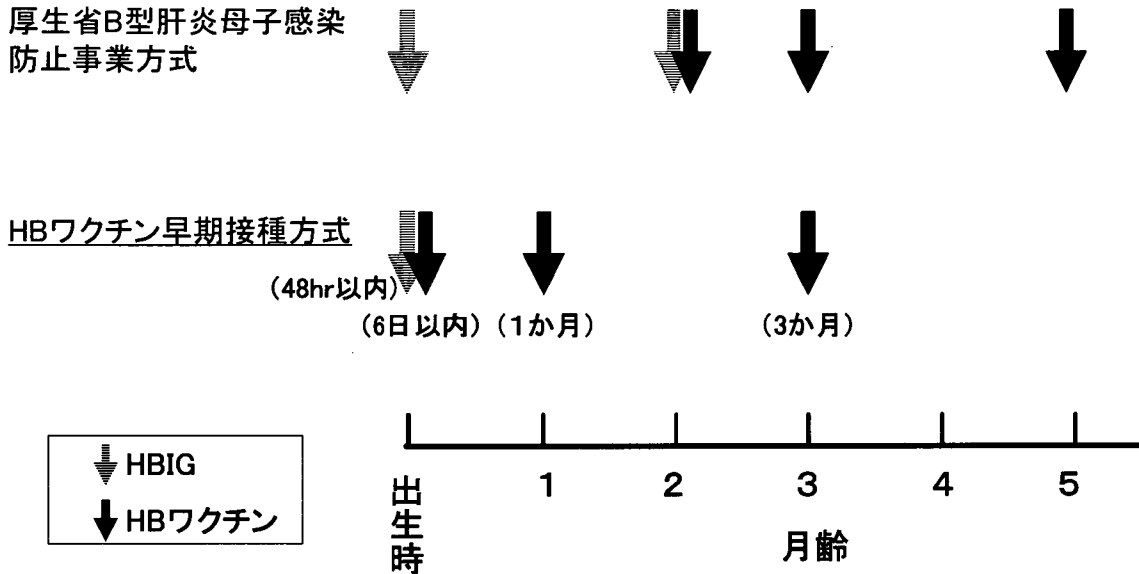 厚生省B型肝炎母子感染
防止事業方式
HBワクチン早期接種方式
(48hr以内)
(6日以内) (1か月) (3か月)
HBIG
HBワクチン
出生時 1 2 3 4 5
月齢